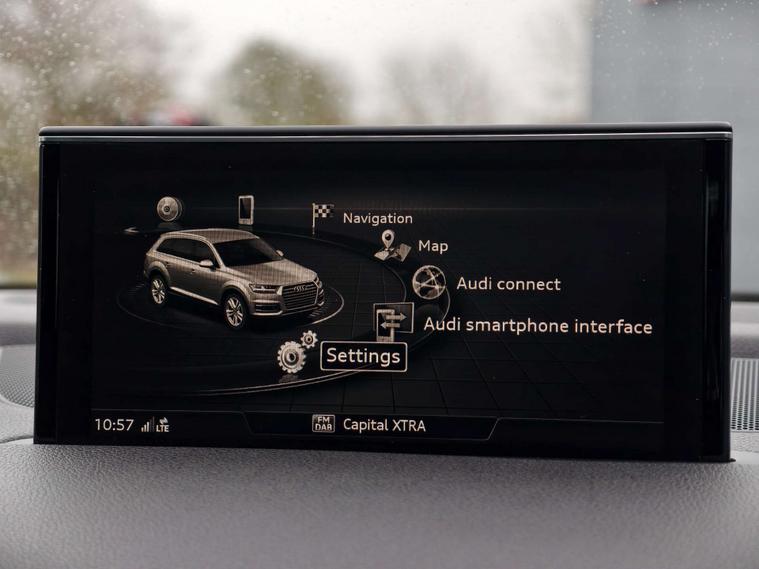 Navigation
Map
Audi connect
Audi smartphone interface
Settings
10:57 LTE
FM
DAB
Capital XTRA